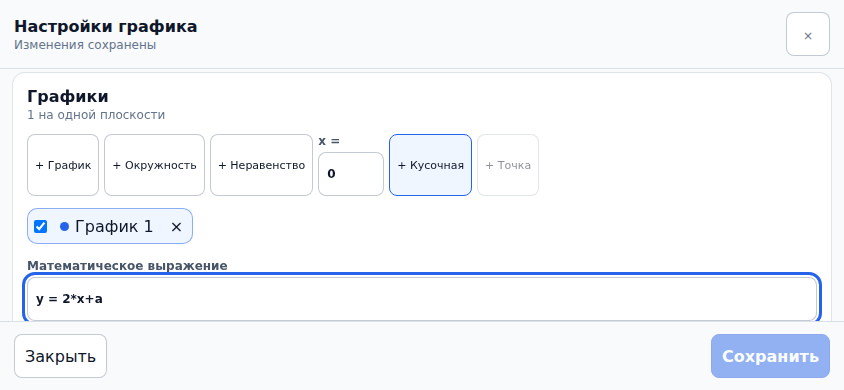 Настройки графика
Изменения сохранены
×
Графики
1 на одной плоскости
+ График
+ Окружность
+ Неравенство
x =
0
+ Кусочная
+ Точка
График 1 ×
Математическое выражение
y = 2*x+a
Закрыть
Сохранить